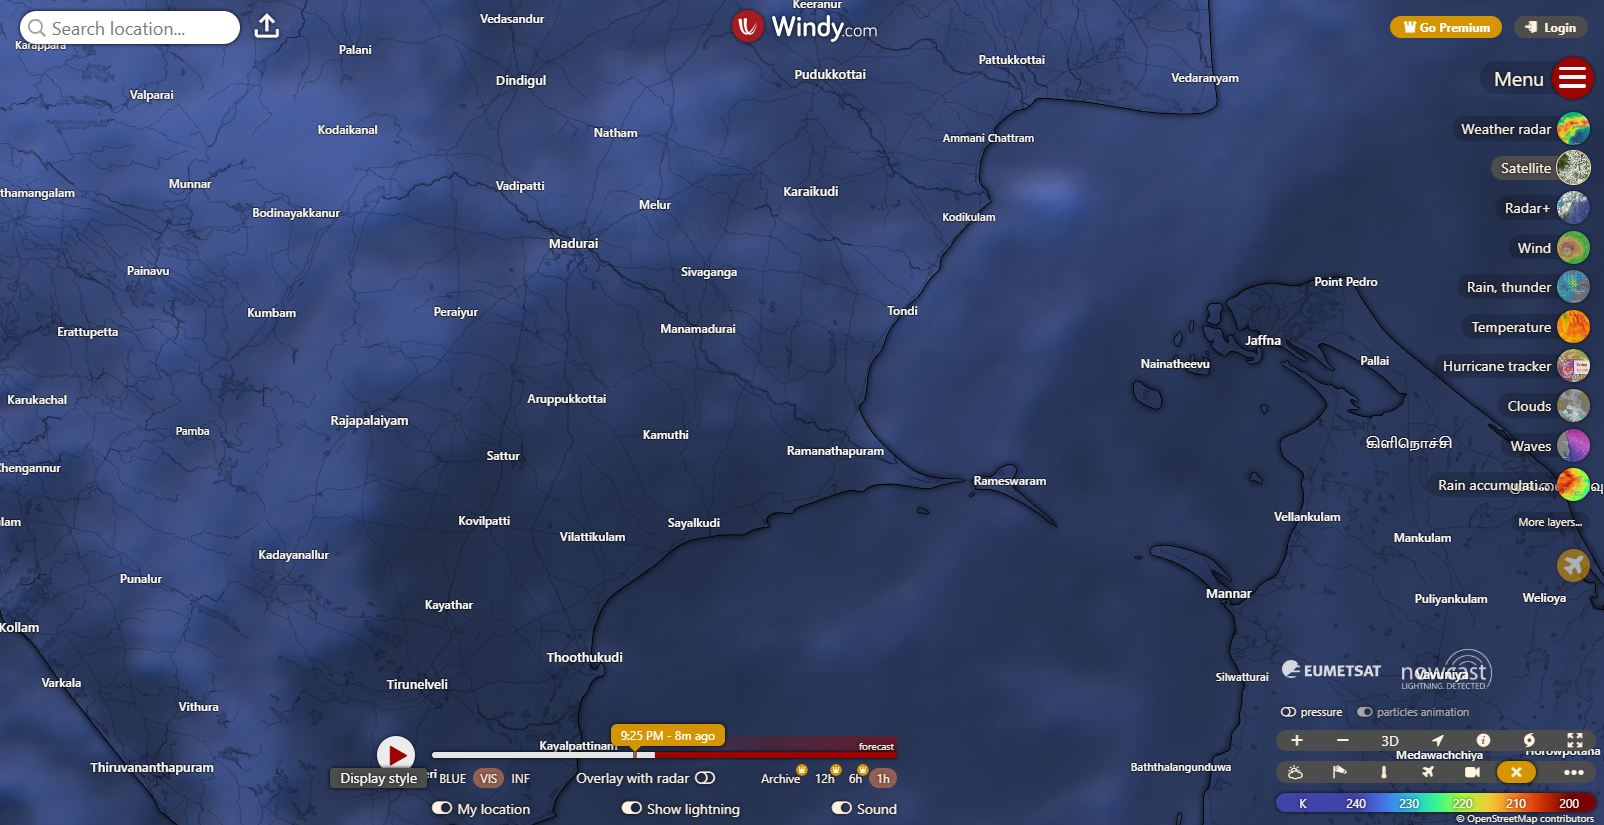 Search location...
Windy.com
Go Premium
Login
Menu
Weather radar
Satellite
Radar+
Wind
Rain, thunder
Temperature
Hurricane tracker
Clouds
Waves
Rain accumulati...
More layers...
Keeranur
Vedasandur
Karappara
Palani
Pattukkottai
Dindigul
Pudukkottai
Vedaranyam
Valparai
Kodaikanal
Natham
Ammani Chattram
Munnar
Vadipatti
Karaikudi
thamangalam
Melur
Bodinayakkanur
Kodikulam
Madurai
Painavu
Sivaganga
Point Pedro
Kumbam
Peraiyur
Tondi
Erattupetta
Manamadurai
Jaffna
Nainatheevu
Pallai
Karukachal
Aruppukkottai
Rajapalaiyam
Pamba
Kamuthi
கிளிநொச்சி
Sattur
Ramanathapuram
Chengannur
Rameswaram
Kovilpatti
Sayalkudi
Vellankulam
lam
Vilattikulam
Mankulam
Kadayanallur
Punalur
Mannar
Puliyankulam
Welioya
Kayathar
Kollam
Thoothukudi
Varkala
Tirunelveli
Silwatturai
Vavuniya
Vithura
Kayalpattinam
Thiruvananthapuram
Baththalangunduwa
Medawachchiya
Horowpotana
EUMETSAT
nowcast
LIGHTNING. DETECTED.
pressure
particles animation
9:25 PM - 8m ago
forecast
Display style
eri
BLUE
VIS
INF
Overlay with radar
Archive
12h
6h
1h
My location
Show lightning
Sound
3D
K 240 230 220 210 200
© OpenStreetMap contributors